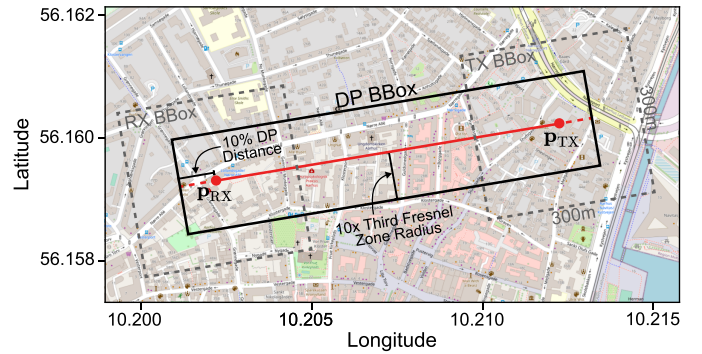 56.162
56.160
56.158
Latitude
TX BBox
RX BBox
DP BBox
300m
10% DP
Distance
p_TX
p_RX
10x Third Fresnel
Zone Radius
300m
10.200
10.205
10.210
10.215
Longitude